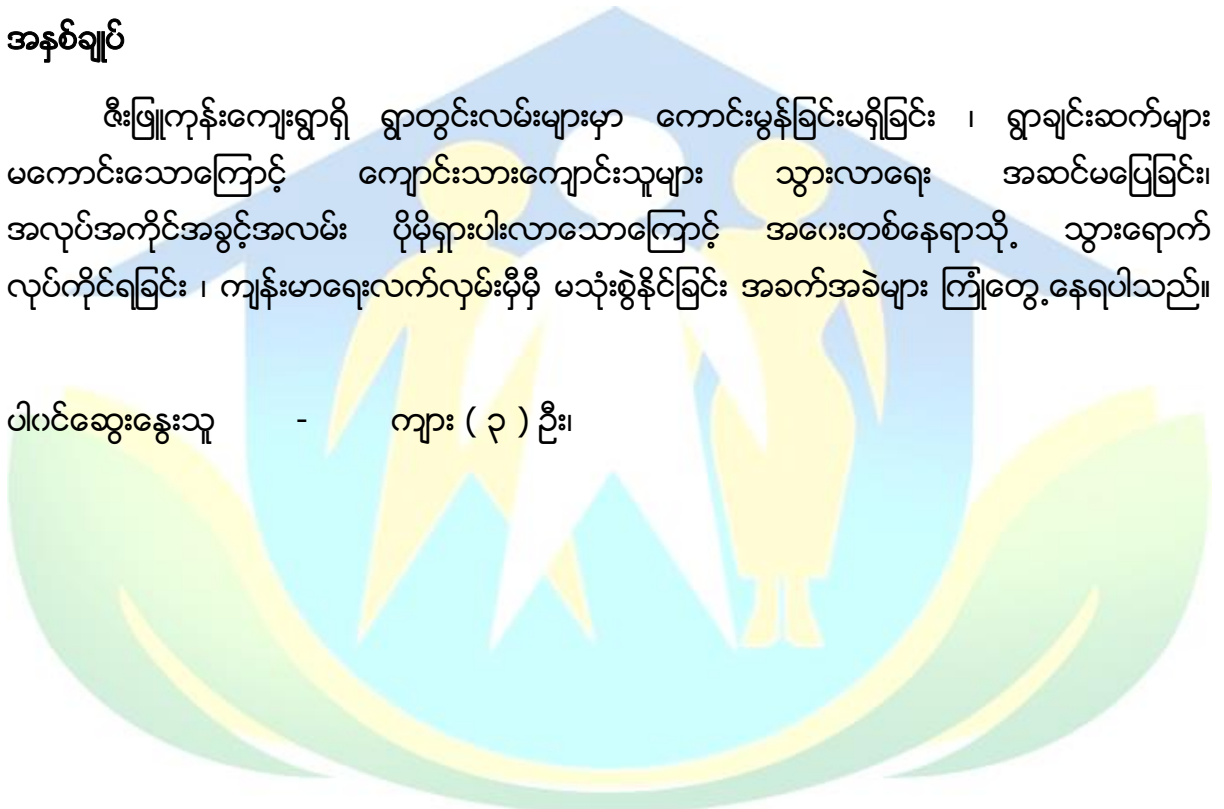 အနှစ်ချုပ်
ဇီးဖြူကုန်းကျေးရွာရှိ ရွာတွင်းလမ်းများမှာ ကောင်းမွန်ခြင်းမရှိခြင်း ၊ ရွာချင်းဆက်များ
မကောင်းသောကြောင့် ကျောင်းသားကျောင်းသူများ သွားလာရေး အဆင်မပြေခြင်း၊
အလုပ်အကိုင်အခွင့်အလမ်း ပိုမိုရှားပါးလာသောကြောင့် အဝေးတစ်နေရာသို့ သွားရောက်
လုပ်ကိုင်ရခြင်း ၊ ကျန်းမာရေးလက်လှမ်းမှီမှီ မသုံးစွဲနိုင်ခြင်း အခက်အခဲများ ကြုံတွေ့နေရပါသည်။
ပါဝင်ဆွေးနွေးသူ - ကျား ( ၃ ) ဦး၊